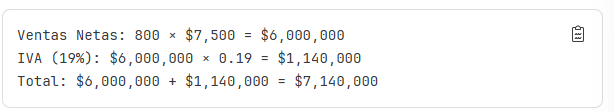 Ventas Netas: 800 × $7,500 = $6,000,000
IVA (19%): $6,000,000 × 0.19 = $1,140,000
Total: $6,000,000 + $1,140,000 = $7,140,000